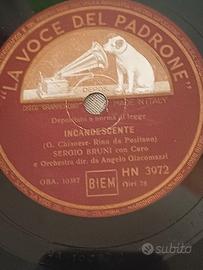 "LA VOCE DEL PADRONE"
MADE IN ITALY
Depositato a norma di legge
INCANDESCENTE
(G. Chianese - Rino da Positano)
SERGIO BRUNI con Coro
e Orchestra dir. da Angelo Giacomazzi
OBA. 10387
BIEM
HN 3972
Giri 78
subito